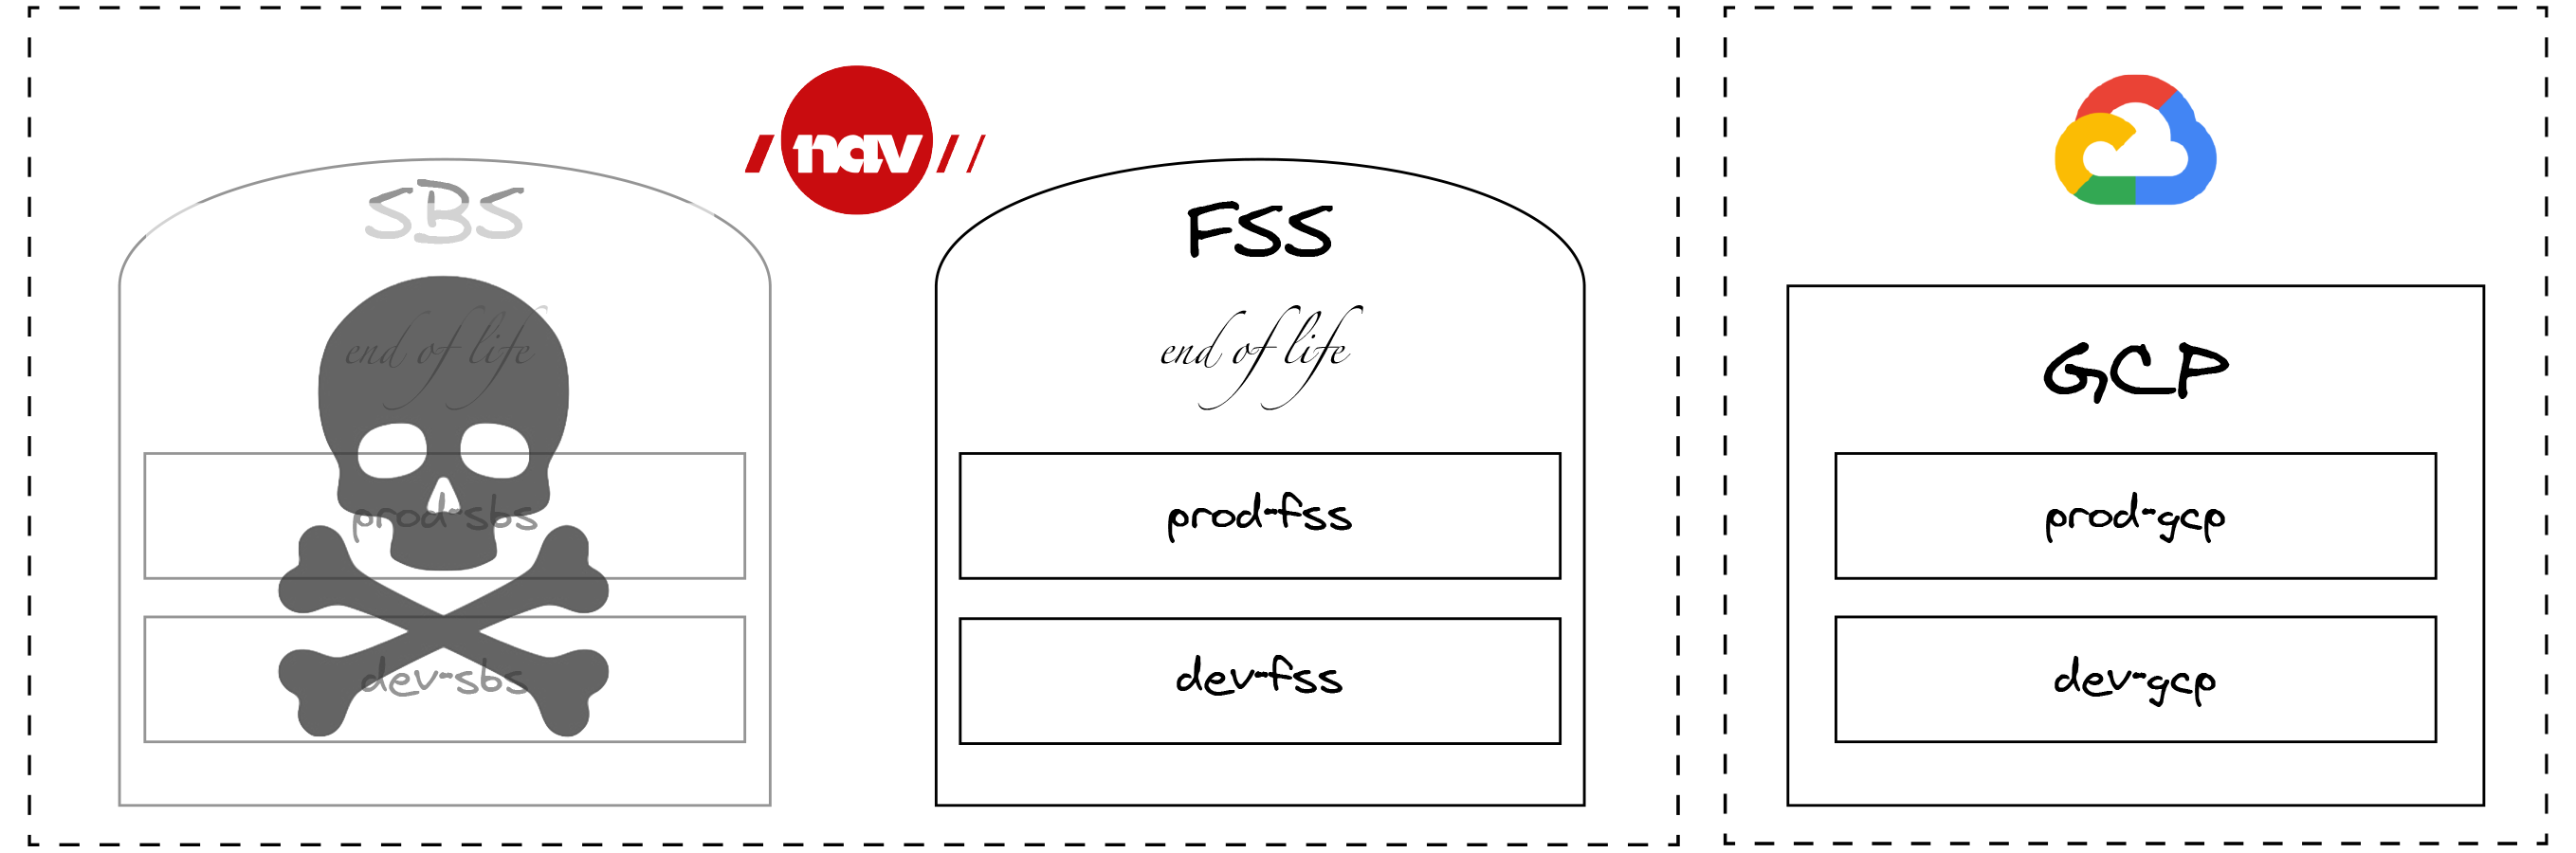 nav
SBS
end of life
prod-sbs
dev-sbs
FSS
end of life
prod-fss
dev-fss
GCP
prod-gcp
dev-gcp